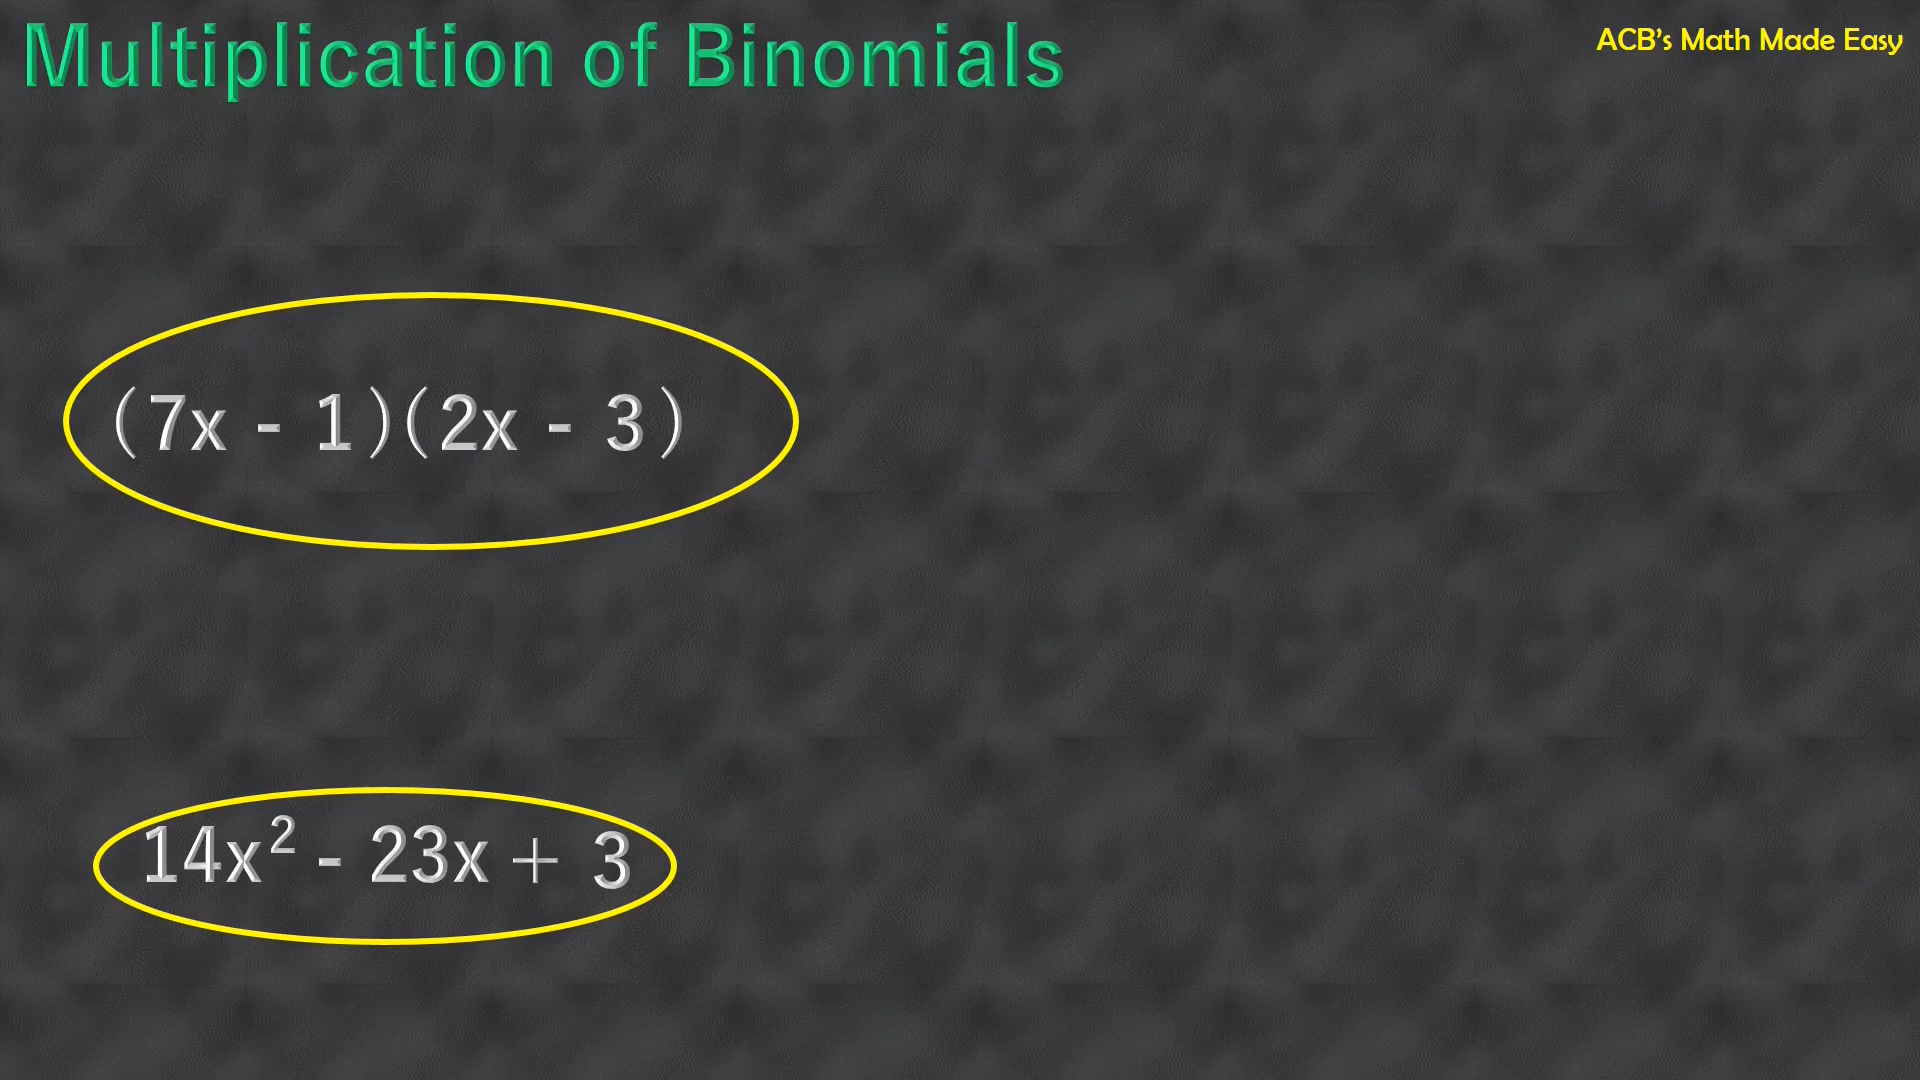 Multiplication of Binomials
ACB's Math Made Easy
(7x - 1)(2x - 3)
14x² - 23x + 3